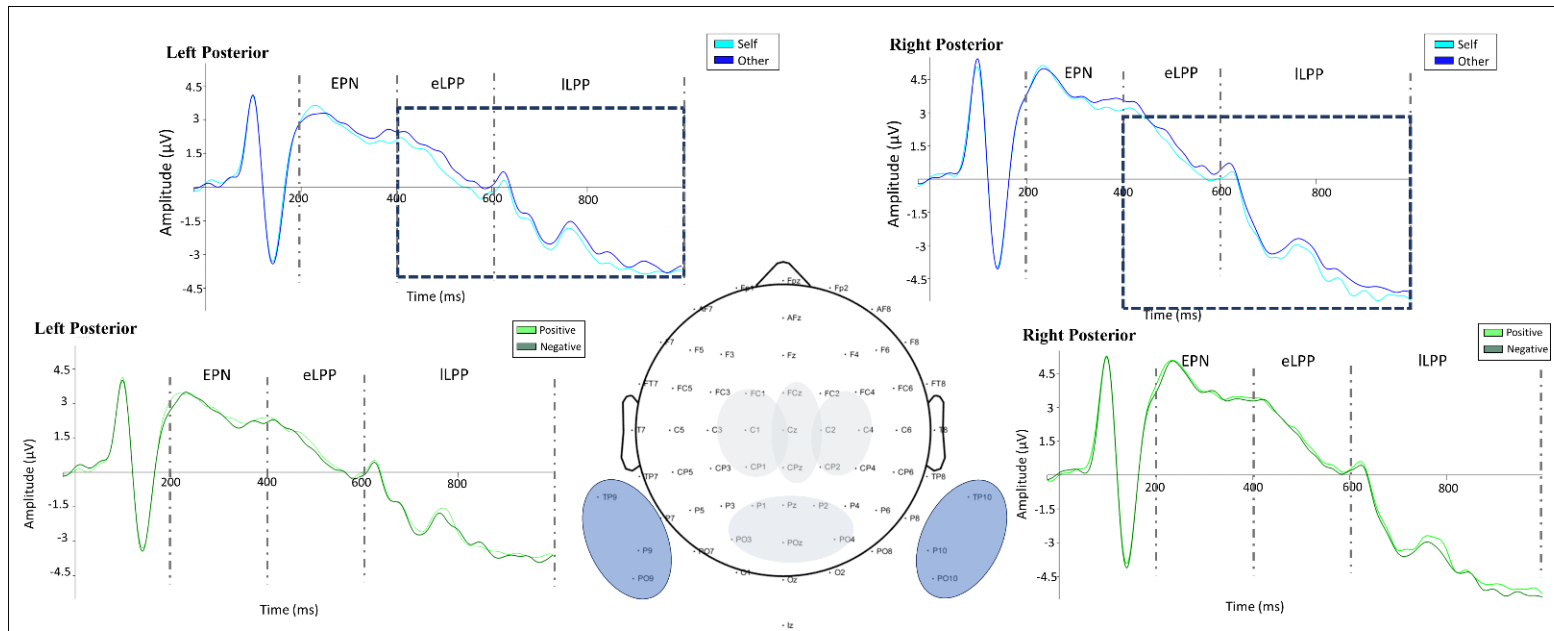 Left Posterior
Self
Other
EPN
eLPP
lLPP
Amplitude (µV)
4.5
3
1.5
-1.5
-3
-4.5
200
400
600
800
Time (ms)
Right Posterior
Self
Other
EPN
eLPP
lLPP
Amplitude (µV)
4.5
3
1.5
-1.5
-3
-4.5
200
400
600
800
Time (ms)
Left Posterior
Positive
Negative
EPN
eLPP
lLPP
Amplitude (µV)
4.5
3
1.5
-1.5
-3
-4.5
200
400
600
800
Time (ms)
Fpz
Fp1 Fp2
AF7 AFz AF8
F7 F5 F3 Fz F4 F6 F8
FT7 FC5 FC3 FC1 FCz FC2 FC4 FC6 FT8
T7 C5 C3 C1 Cz C2 C4 C6 T8
TP7 CP5 CP3 CP1 CPz CP2 CP4 CP6 TP8
TP9 P7 P5 P3 P1 Pz P2 P4 P6 P8 TP10
P9 PO7 PO3 POz PO4 PO8 P10
PO9 O1 Oz O2 PO10
Iz
Right Posterior
Positive
Negative
EPN
eLPP
lLPP
Amplitude (µV)
4.5
3
1.5
-1.5
-3
-4.5
200
400
600
800
Time (ms)